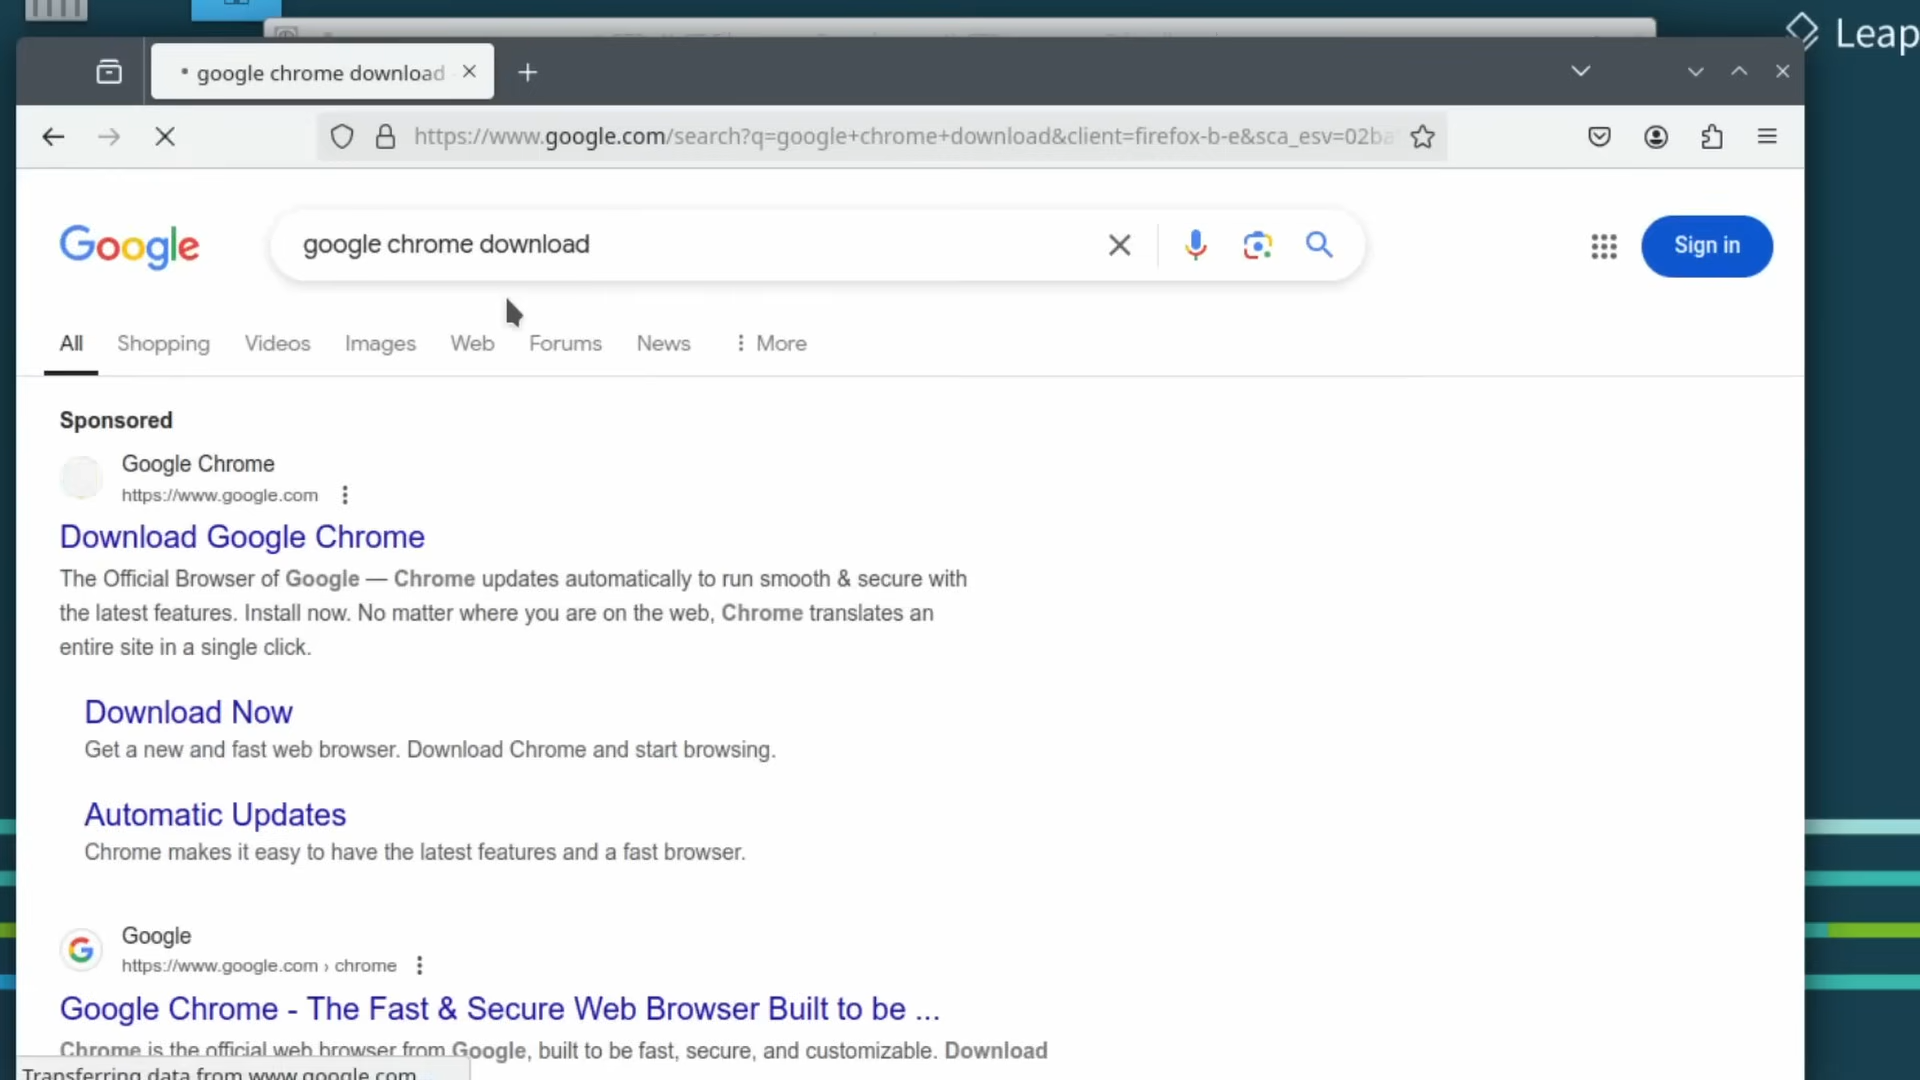 Leap
google chrome download
https://www.google.com/search?q=google+chrome+download&client=firefox-b-e&sca_esv=02ba
Google
google chrome download
Sign in
All Shopping Videos Images Web Forums News More
Sponsored
Google Chrome
https://www.google.com
Download Google Chrome
The Official Browser of Google — Chrome updates automatically to run smooth & secure with
the latest features. Install now. No matter where you are on the web, Chrome translates an
entire site in a single click.
Download Now
Get a new and fast web browser. Download Chrome and start browsing.
Automatic Updates
Chrome makes it easy to have the latest features and a fast browser.
Google
https://www.google.com › chrome
Google Chrome - The Fast & Secure Web Browser Built to be ...
Chrome is the official web browser from Google, built to be fast, secure, and customizable. Download
Transferring data from www.google.com